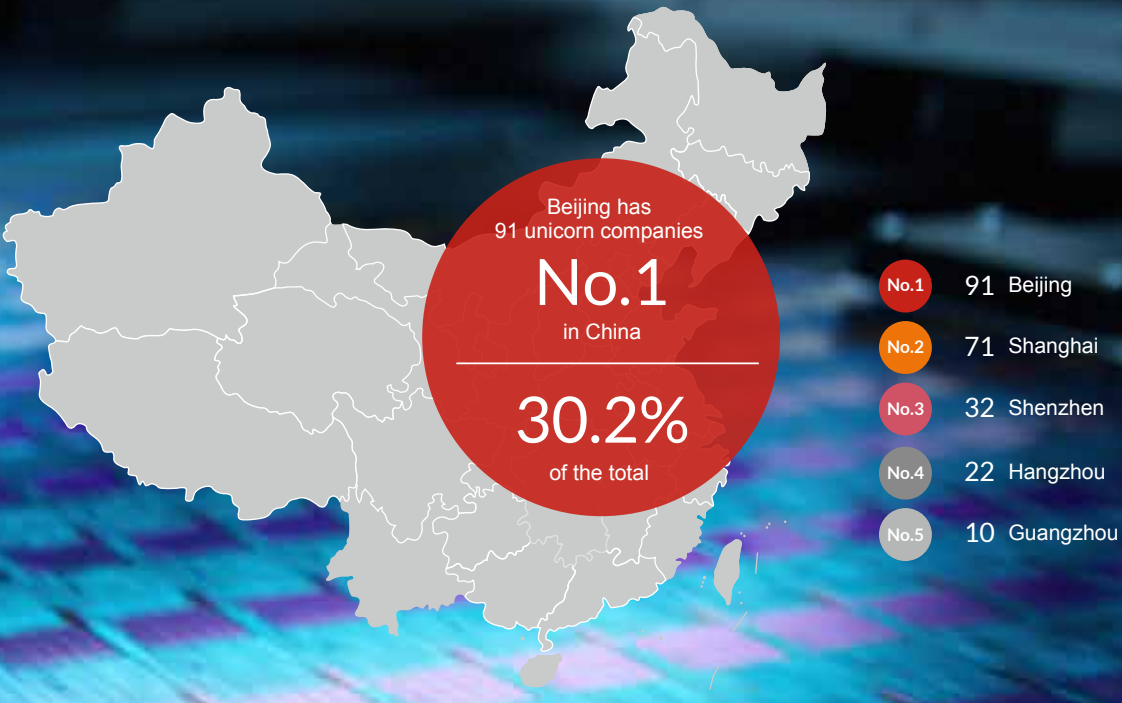 Beijing has
91 unicorn companies
No.1
in China
30.2%
of the total
No.1 91 Beijing
No.2 71 Shanghai
No.3 32 Shenzhen
No.4 22 Hangzhou
No.5 10 Guangzhou